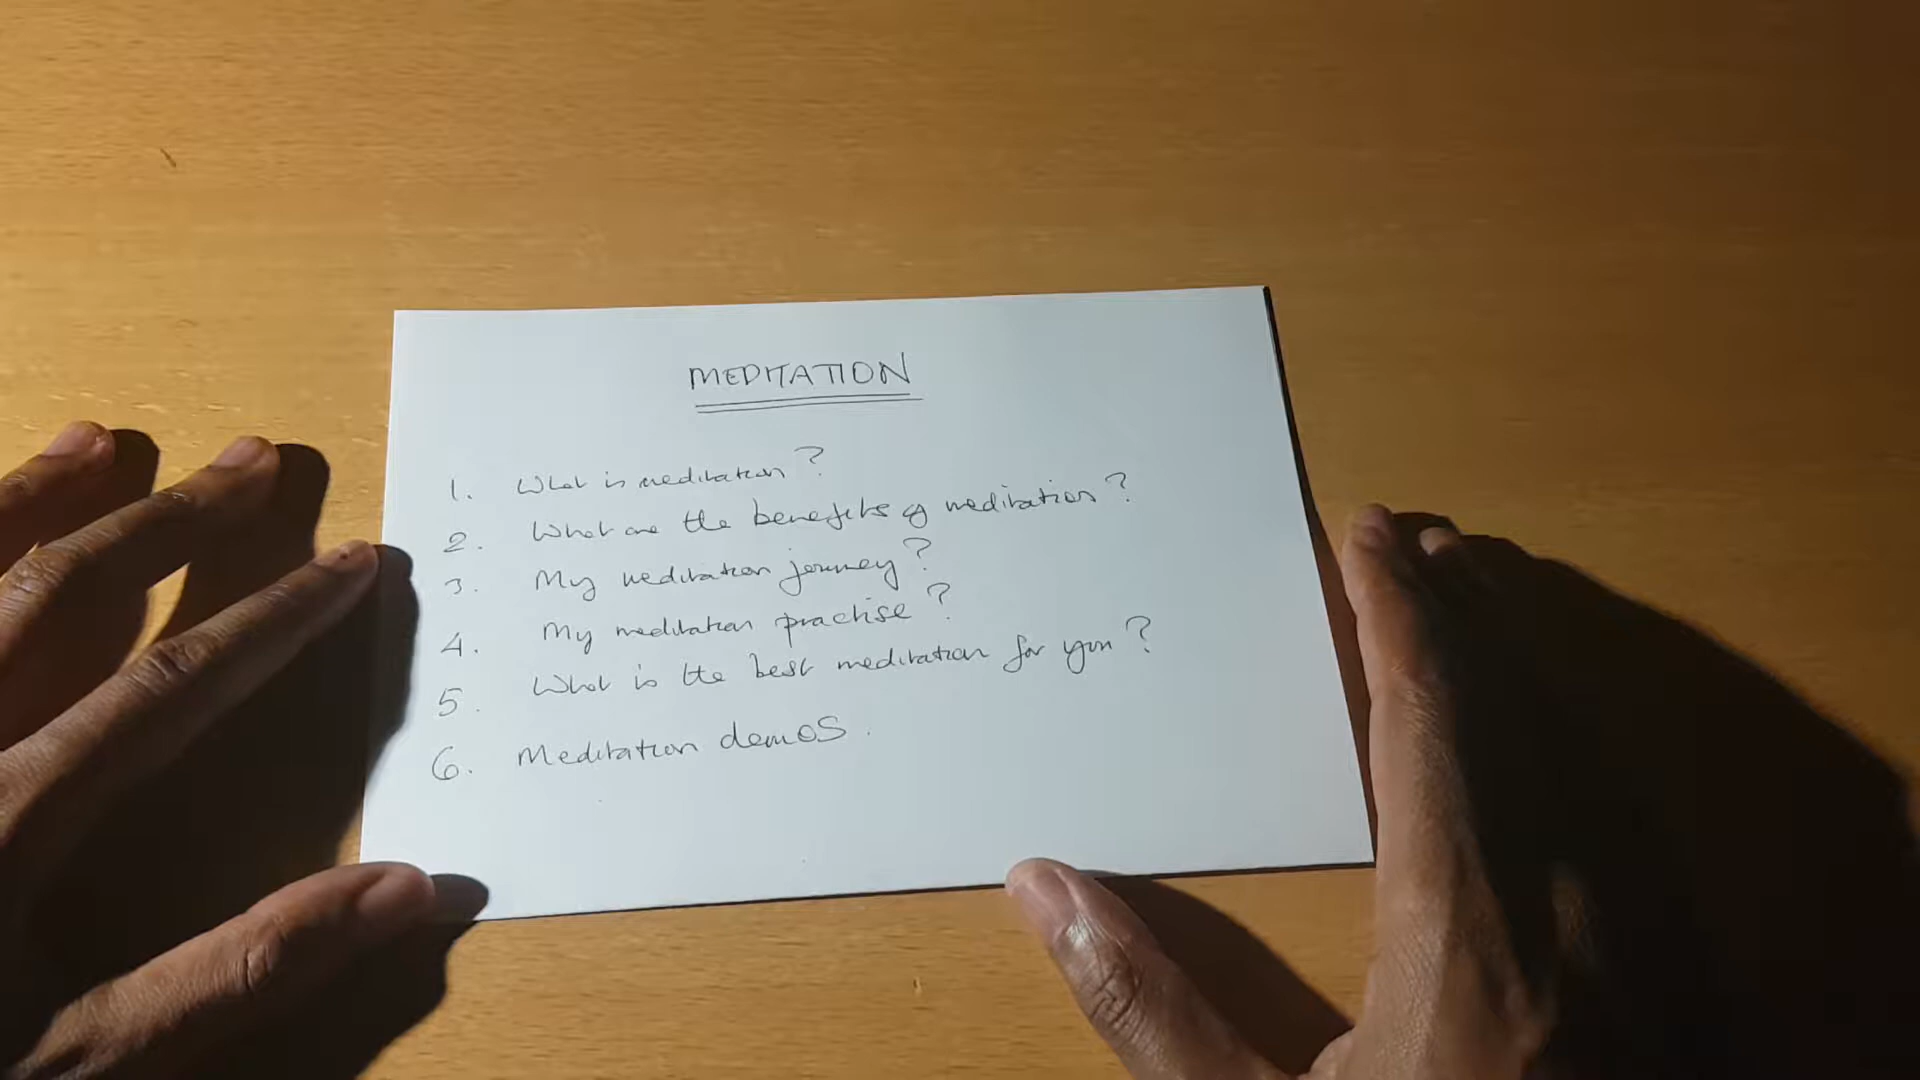 MEDITATION
1. What is meditation?
2. What are the benefits of meditation?
3. My meditation journey?
4. My meditation practise?
5. What is the best meditation for you?
6. Meditation demos.